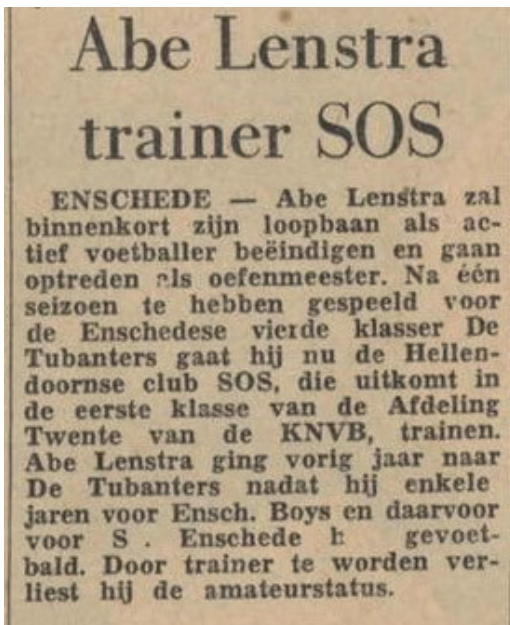 Abe Lenstra
trainer SOS
ENSCHEDE — Abe Lenstra zal
binnenkort zijn loopbaan als ac-
tief voetballer beëindigen en gaan
optreden als oefenmeester. Na één
seizoen te hebben gespeeld voor
de Enschedese vierde klasser De
Tubanters gaat hij nu de Hellen-
doornse club SOS, die uitkomt in
de eerste klasse van de Afdeling
Twente van de KNVB, trainen.
Abe Lenstra ging vorig jaar naar
De Tubanters nadat hij enkele
jaren voor Ensch. Boys en daarvoor
voor S . Enschede gevoet-
bald. Door trainer te worden ver-
liest hij de amateurstatus.